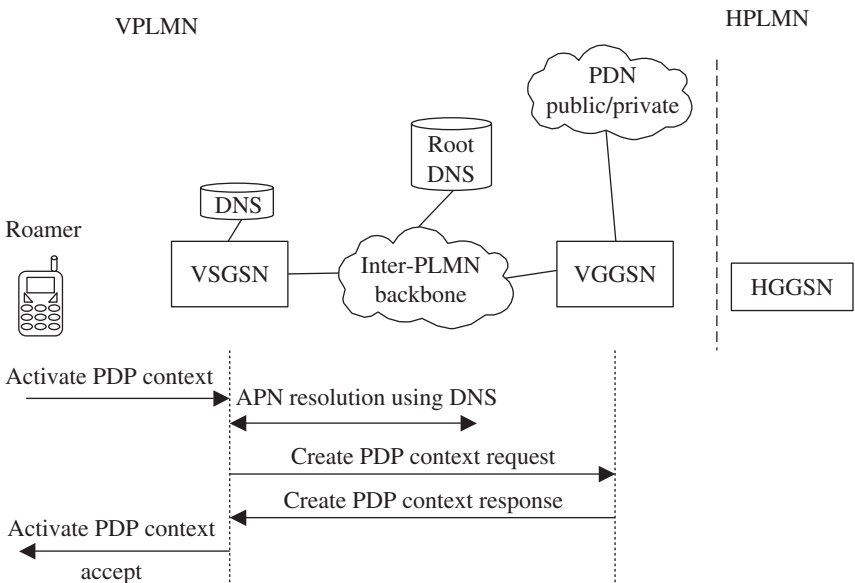 VPLMN
HPLMN
PDN
public/private
Root
DNS
DNS
Roamer
VSGSN
Inter-PLMN
backbone
VGGSN
HGGSN
Activate PDP context
APN resolution using DNS
Create PDP context request
Create PDP context response
Activate PDP context
accept